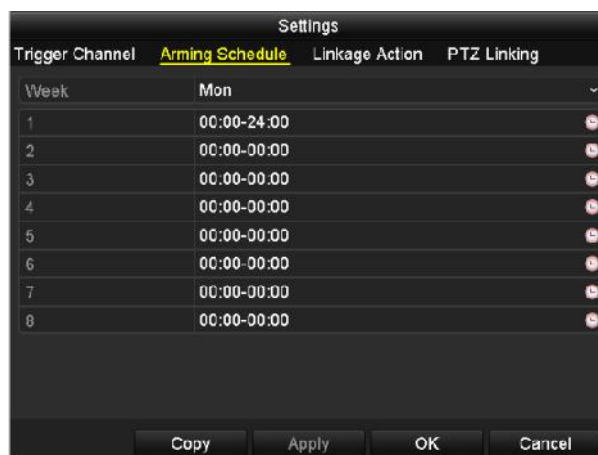 Settings
Trigger Channel Arming Schedule Linkage Action PTZ Linking
Week Mon
1 00:00-24:00
2 00:00-00:00
3 00:00-00:00
4 00:00-00:00
5 00:00-00:00
6 00:00-00:00
7 00:00-00:00
8 00:00-00:00
Copy Apply OK Cancel